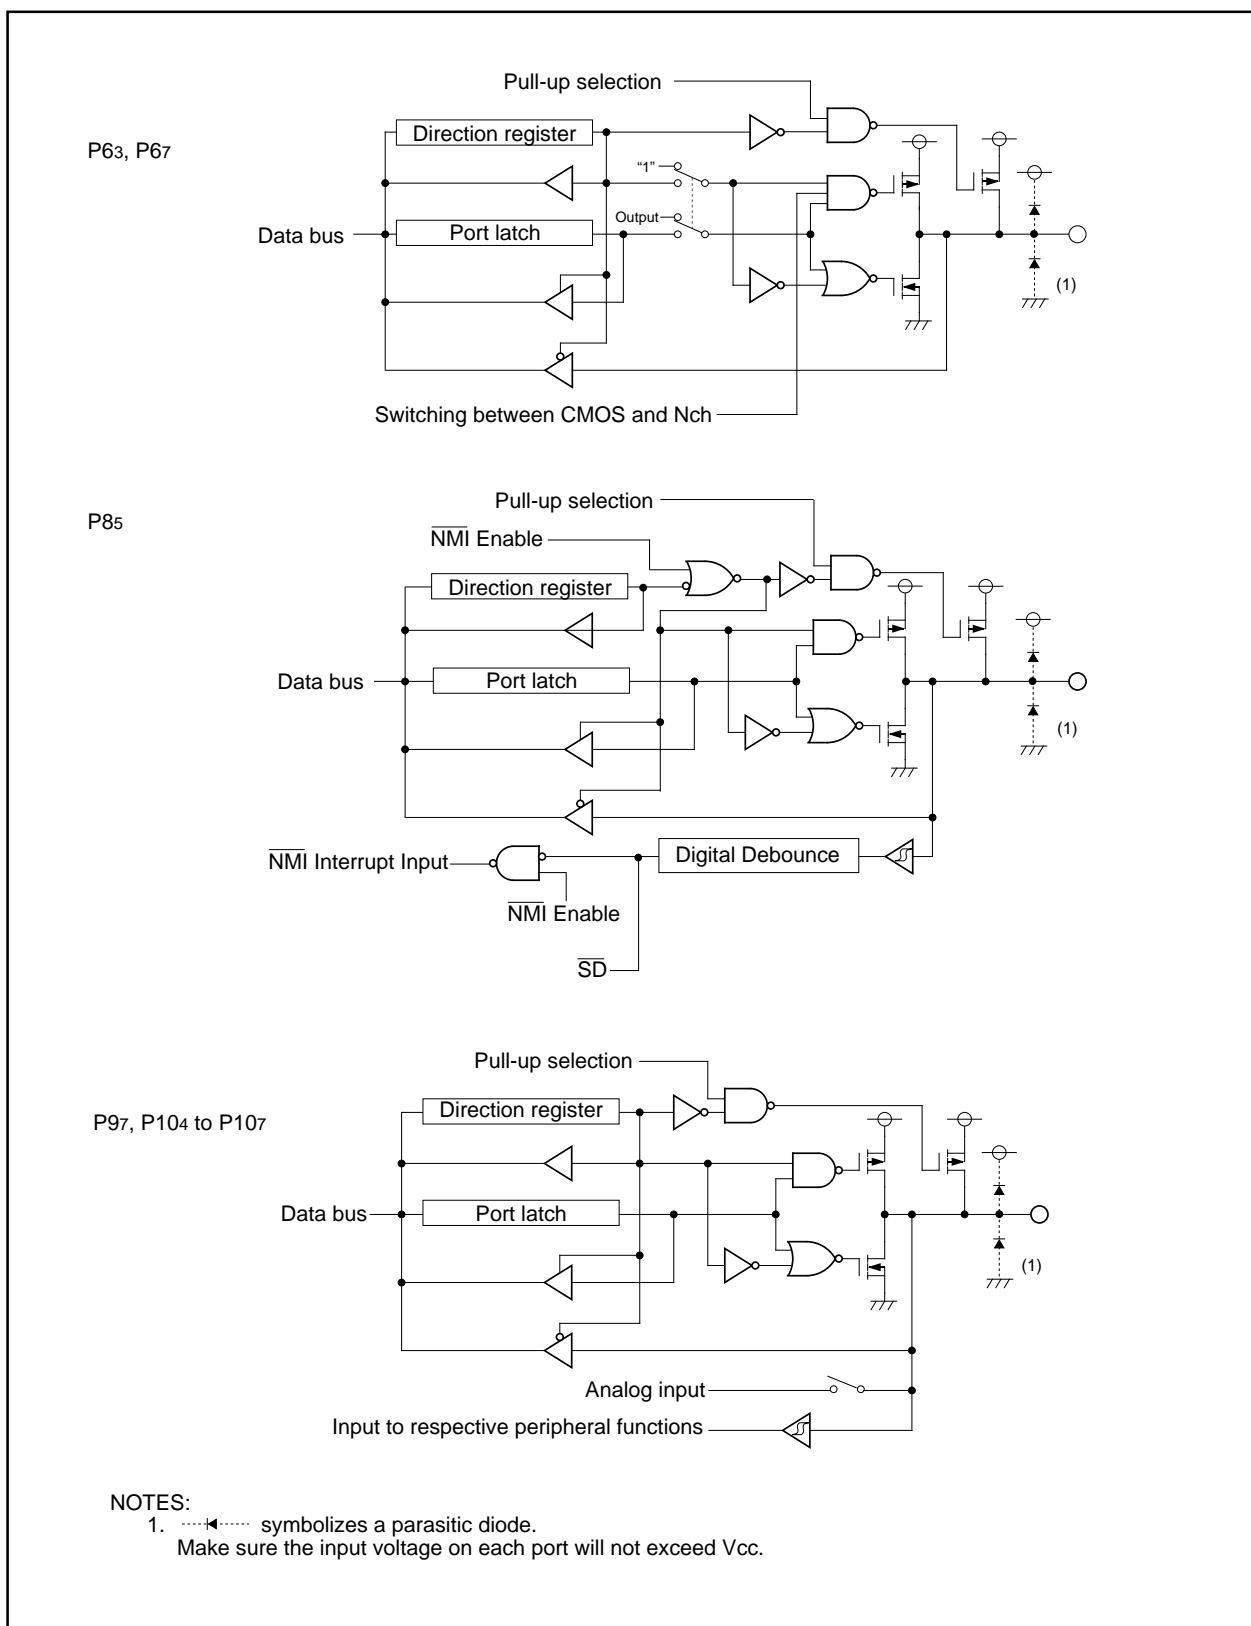 Pull-up selection
P63, P67
Direction register
"1"
Output
Data bus
Port latch
(1)
Switching between CMOS and Nch
Pull-up selection
P85
NMI Enable
Direction register
Data bus
Port latch
(1)
NMI Interrupt Input
Digital Debounce
NMI Enable
SD
Pull-up selection
P97, P104 to P107
Direction register
Data bus
Port latch
(1)
Analog input
Input to respective peripheral functions
NOTES:
1. symbolizes a parasitic diode.
Make sure the input voltage on each port will not exceed Vcc.